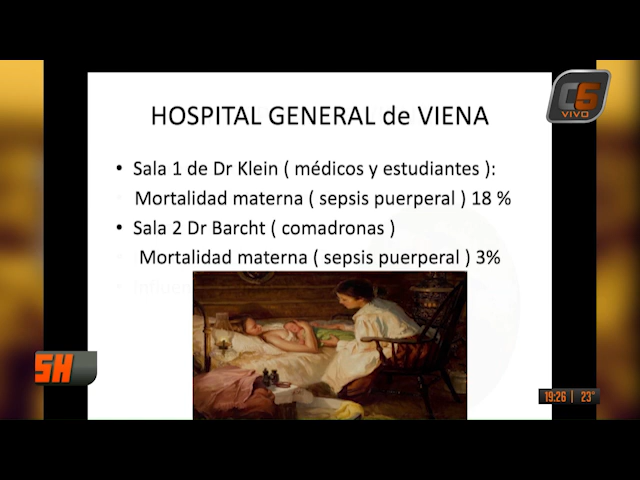 HOSPITAL GENERAL de VIENA
• Sala 1 de Dr Klein ( médicos y estudiantes ):
Mortalidad materna ( sepsis puerperal ) 18 %
• Sala 2 Dr Barcht ( comadronas )
Mortalidad materna ( sepsis puerperal ) 3%
C5
VIVO
5H
19:26 | 23°